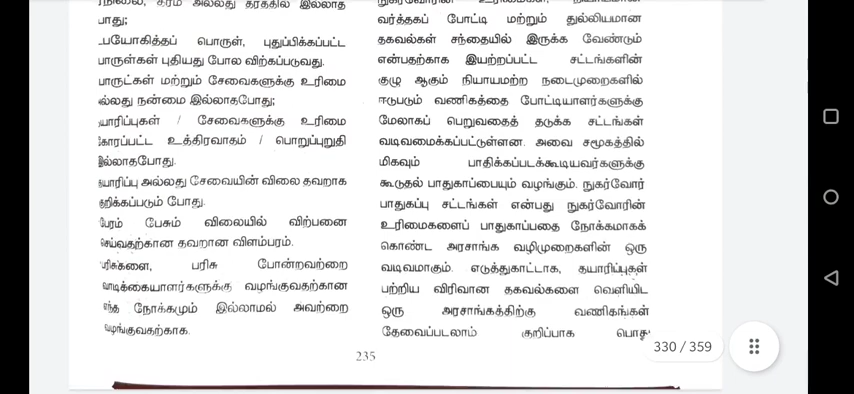 நிலை, தரம் அல்லது தரத்தில் இல்லாத
பாது;
பயோகித்தப் பொருள், புதுப்பிக்கப்பட்ட
பாருள்கள் புதியது போல விற்கப்படுவது.
பாருட்கள் மற்றும் சேவைகளுக்கு உரிமை
ல்லது நன்மை இல்லாதபோது;
யாரிப்புகள் / சேவைகளுக்கு உரிமை
கோரப்பட்ட உத்திரவாதம் / பொறுப்புறுதி
இல்லாதபோது.
யாரிப்பு அல்லது சேவையின் விலை தவறாக
குறிக்கப்படும் போது.
பேரம் பேசும் விலையில் விற்பனை
செய்வதற்கான தவறான விளம்பரம்.
பரிசுகளை, பரிசு போன்றவற்றை
வாடிக்கையாளர்களுக்கு வழங்குவதற்கான
எந்த நோக்கமும் இல்லாமல் அவற்றை
வழங்குவதற்காக.
வர்த்தகப் போட்டி மற்றும் துல்லியமான
தகவல்கள் சந்தையில் இருக்க வேண்டும்
என்பதற்காக இயற்றப்பட்ட சட்டங்களின்
குழு ஆகும் நியாயமற்ற நடைமுறைகளில்
ஈடுபடும் வணிகத்தை போட்டியாளர்களுக்கு
மேலாகப் பெறுவதைத் தடுக்க சட்டங்கள்
வடிவமைக்கப்பட்டுள்ளன. அவை சமூகத்தில்
மிகவும் பாதிக்கப்படக்கூடியவர்களுக்கு
கூடுதல் பாதுகாப்பையும் வழங்கும். நுகர்வோர்
பாதுகப்பு சட்டங்கள் என்பது நுகர்வோரின்
உரிமைகளைப் பாதுகாப்பதை நோக்கமாகக்
கொண்ட அரசாங்க வழிமுறைகளின் ஒரு
வடிவமாகும். எடுத்துகாட்டாக, தயாரிப்புகள்
பற்றிய விரிவான தகவல்களை வெளியிட
ஒரு அரசாங்கத்திற்கு வணிகங்கள்
தேவைப்படலாம் குறிப்பாக பொது
235
330 / 359